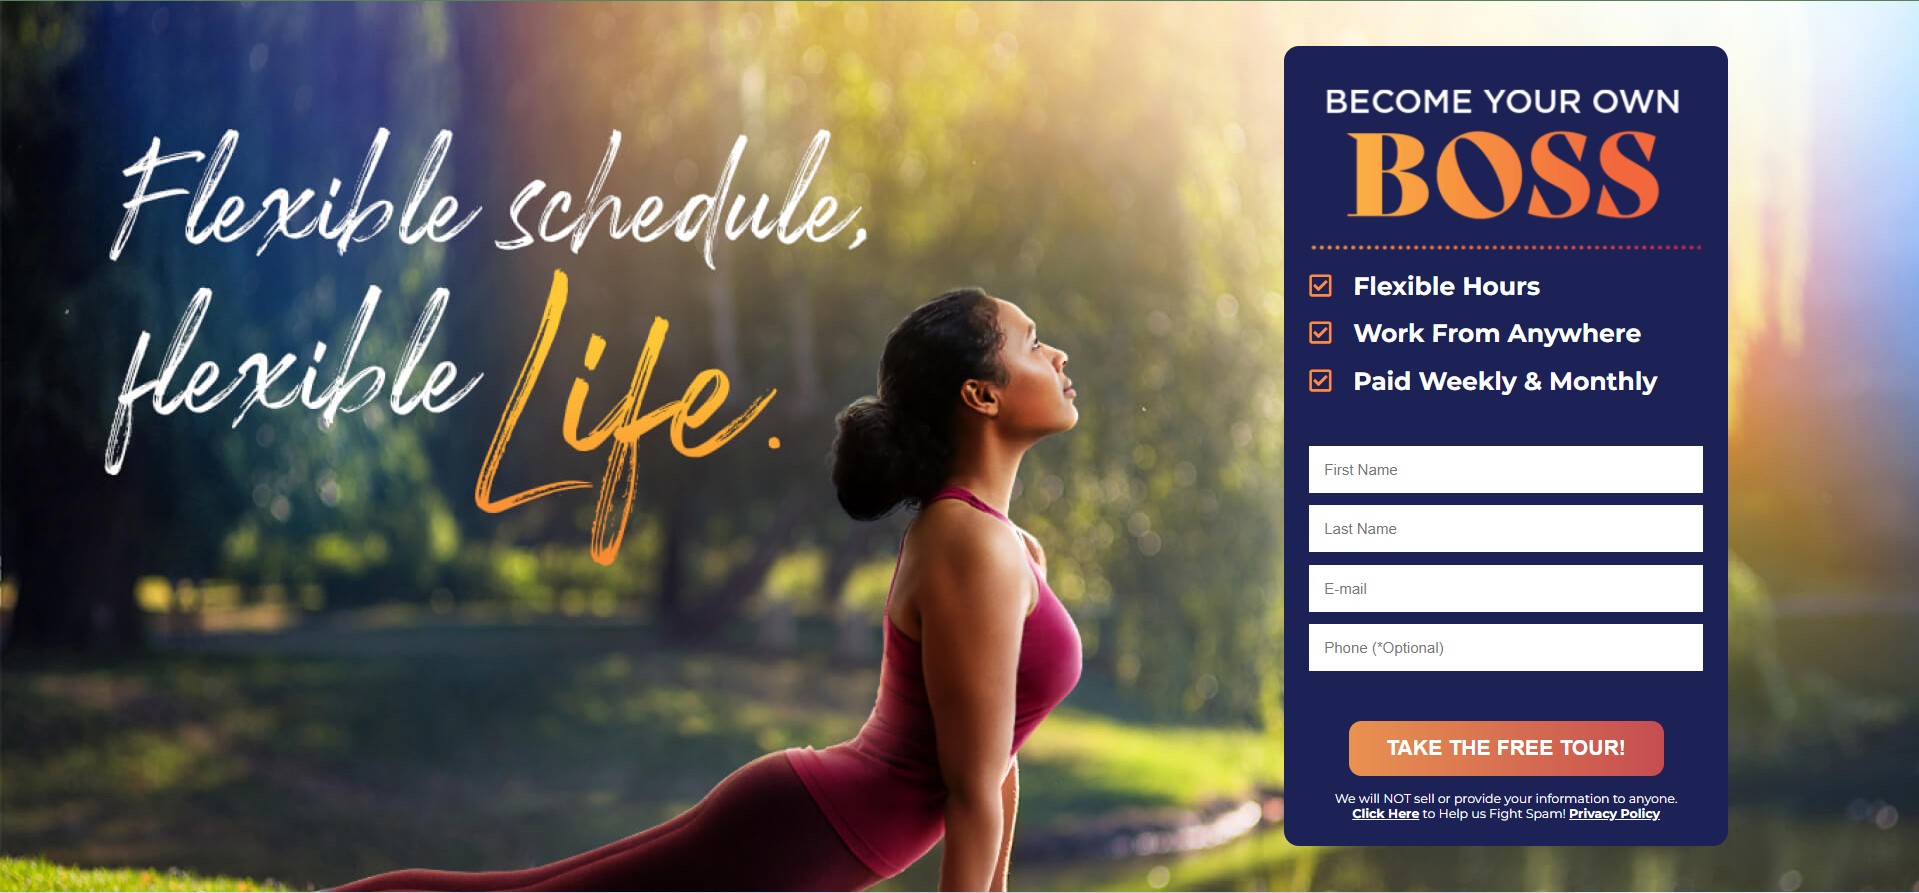 Flexible schedule,
flexible Life.
BECOME YOUR OWN
BOSS
Flexible Hours
Work From Anywhere
Paid Weekly & Monthly
First Name
Last Name
E-mail
Phone (*Optional)
TAKE THE FREE TOUR!
We will NOT sell or provide your information to anyone.
Click Here to Help us Fight Spam! Privacy Policy